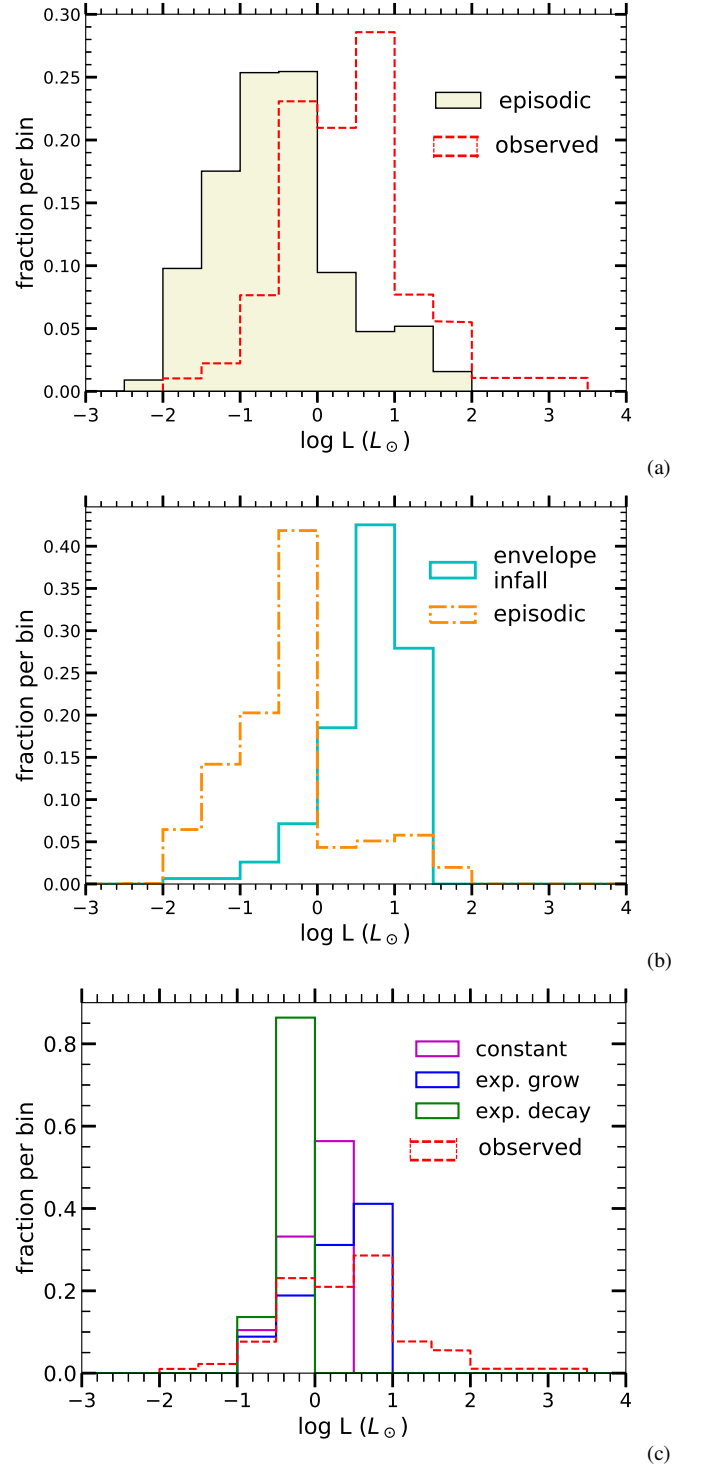 0.30
0.25
0.20
0.15
0.10
0.05
0.00
fraction per bin
episodic
observed
−3 −2 −1 0 1 2 3 4
log L (L⊙)
(a)
0.40
0.35
0.30
0.25
0.20
0.15
0.10
0.05
0.00
fraction per bin
envelope
infall
episodic
−3 −2 −1 0 1 2 3 4
log L (L⊙)
(b)
0.8
0.6
0.4
0.2
0.0
fraction per bin
constant
exp. grow
exp. decay
observed
−3 −2 −1 0 1 2 3 4
log L (L⊙)
(c)